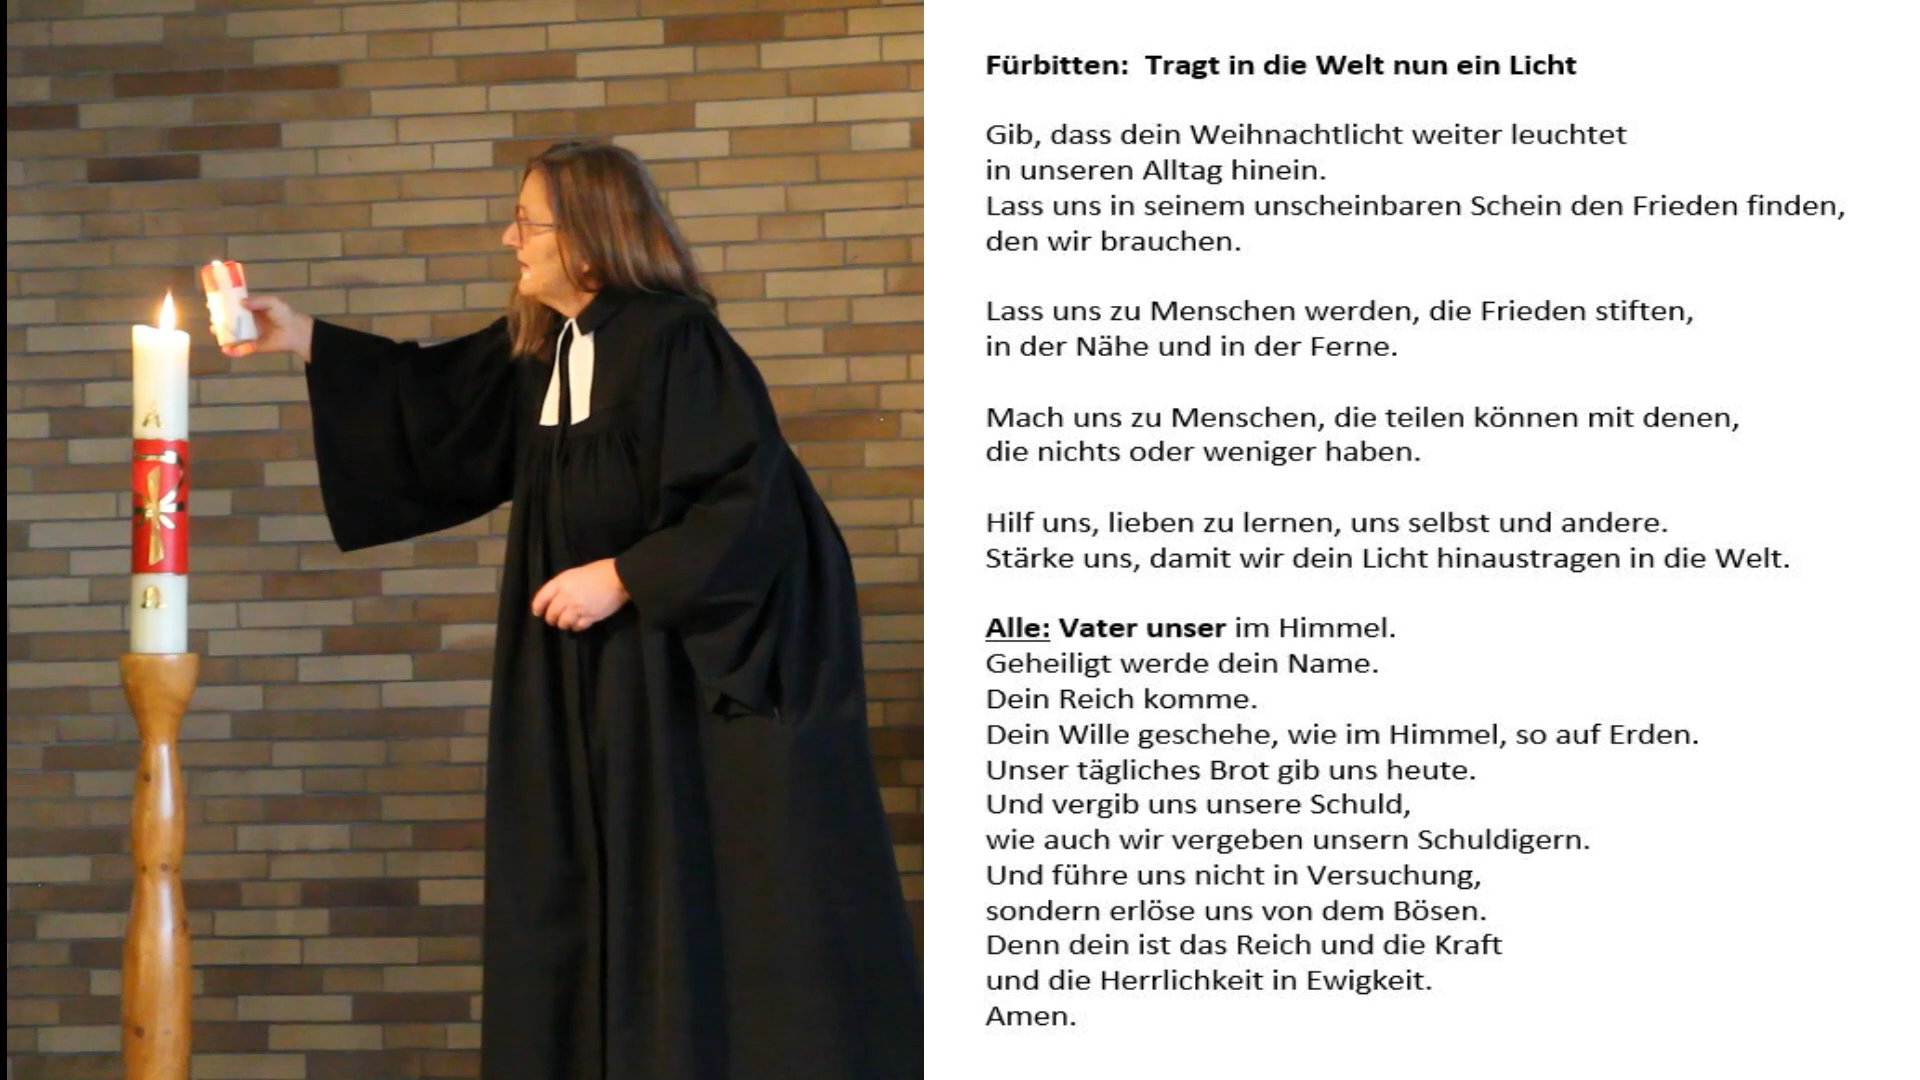 Fürbitten: Tragt in die Welt nun ein Licht
Gib, dass dein Weihnachtlicht weiter leuchtet
in unseren Alltag hinein.
Lass uns in seinem unscheinbaren Schein den Frieden finden,
den wir brauchen.
Lass uns zu Menschen werden, die Frieden stiften,
in der Nähe und in der Ferne.
Mach uns zu Menschen, die teilen können mit denen,
die nichts oder weniger haben.
Hilf uns, lieben zu lernen, uns selbst und andere.
Stärke uns, damit wir dein Licht hinaustragen in die Welt.
Alle: Vater unser im Himmel.
Geheiligt werde dein Name.
Dein Reich komme.
Dein Wille geschehe, wie im Himmel, so auf Erden.
Unser tägliches Brot gib uns heute.
Und vergib uns unsere Schuld,
wie auch wir vergeben unsern Schuldigern.
Und führe uns nicht in Versuchung,
sondern erlöse uns von dem Bösen.
Denn dein ist das Reich und die Kraft
und die Herrlichkeit in Ewigkeit.
Amen.
Α
Ω